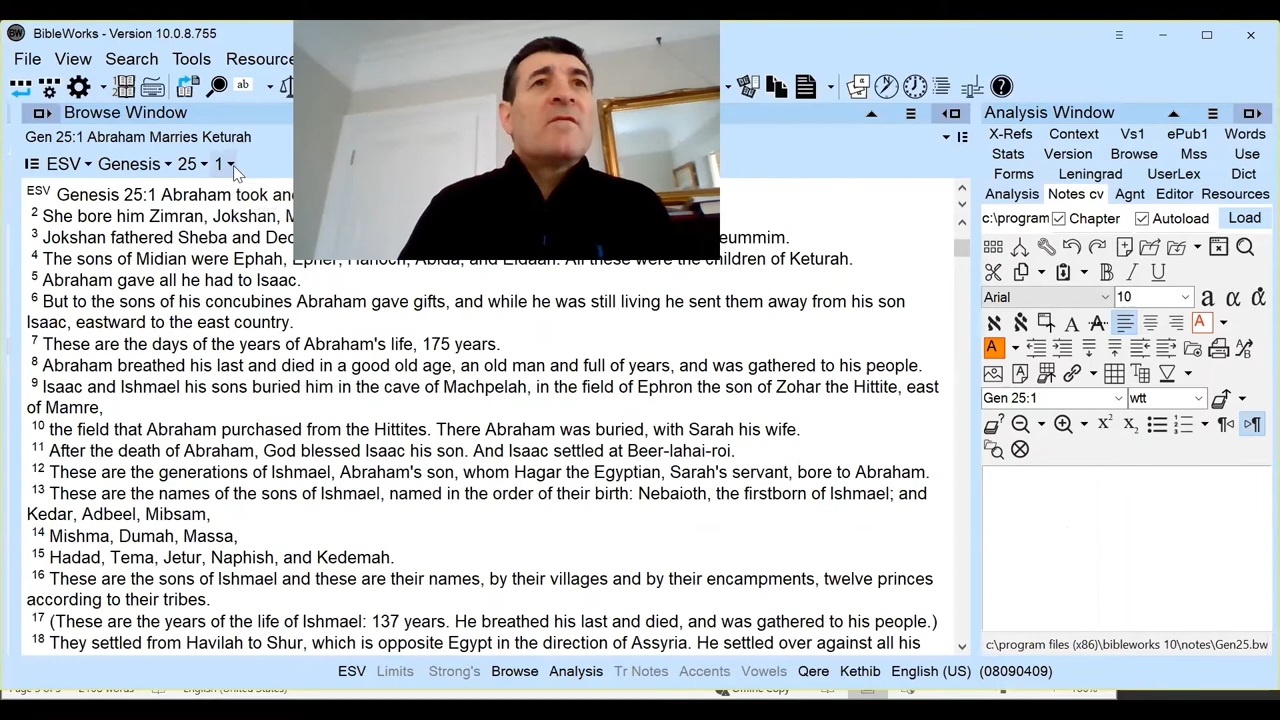 BibleWorks - Version 10.0.8.755
File View Search Tools Resource
ab
Browse Window
Gen 25:1 Abraham Marries Keturah
ESV Genesis 25 1
ESV Genesis 25:1 Abraham took an
2 She bore him Zimran, Jokshan, M
3 Jokshan fathered Sheba and Ded eummim.
4 The sons of Midian were Ephah, Epher, Hanoch, Abida, and Eldaah. All these were the children of Keturah.
5 Abraham gave all he had to Isaac.
6 But to the sons of his concubines Abraham gave gifts, and while he was still living he sent them away from his son
Isaac, eastward to the east country.
7 These are the days of the years of Abraham's life, 175 years.
8 Abraham breathed his last and died in a good old age, an old man and full of years, and was gathered to his people.
9 Isaac and Ishmael his sons buried him in the cave of Machpelah, in the field of Ephron the son of Zohar the Hittite, east
of Mamre,
10 the field that Abraham purchased from the Hittites. There Abraham was buried, with Sarah his wife.
11 After the death of Abraham, God blessed Isaac his son. And Isaac settled at Beer-lahai-roi.
12 These are the generations of Ishmael, Abraham's son, whom Hagar the Egyptian, Sarah's servant, bore to Abraham.
13 These are the names of the sons of Ishmael, named in the order of their birth: Nebaioth, the firstborn of Ishmael; and
Kedar, Adbeel, Mibsam,
14 Mishma, Dumah, Massa,
15 Hadad, Tema, Jetur, Naphish, and Kedemah.
16 These are the sons of Ishmael and these are their names, by their villages and by their encampments, twelve princes
according to their tribes.
17 (These are the years of the life of Ishmael: 137 years. He breathed his last and died, and was gathered to his people.)
18 They settled from Havilah to Shur, which is opposite Egypt in the direction of Assyria. He settled over against all his
Analysis Window
X-Refs Context Vs1 ePub1 Words
Stats Version Browse Mss Use
Forms Leningrad UserLex Dict
Analysis Notes cv Agnt Editor Resources
c:\program Chapter Autoload Load
Arial 10
Gen 25:1 wtt
c:\program files (x86)\bibleworks 10\notes\Gen25.bw
ESV Limits Strong's Browse Analysis Tr Notes Accents Vowels Qere Kethib English (US) (08090409)